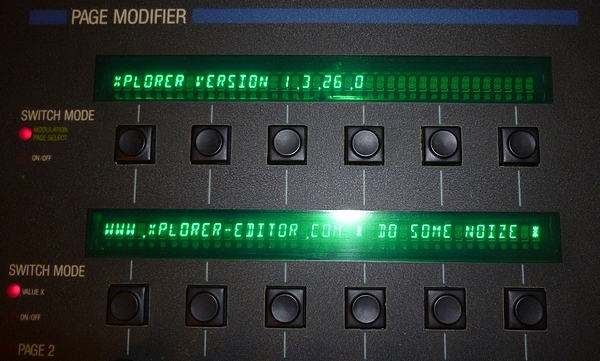 PAGE MODIFIER
XPLORER VERSION 1.3.26.0
SWITCH MODE
MODULATION
PAGE SELECT
ON/OFF
WWW.XPLORER-EDITOR.COM * DO SOME NOIZE *
SWITCH MODE
VALUE X
ON/OFF
PAGE 2